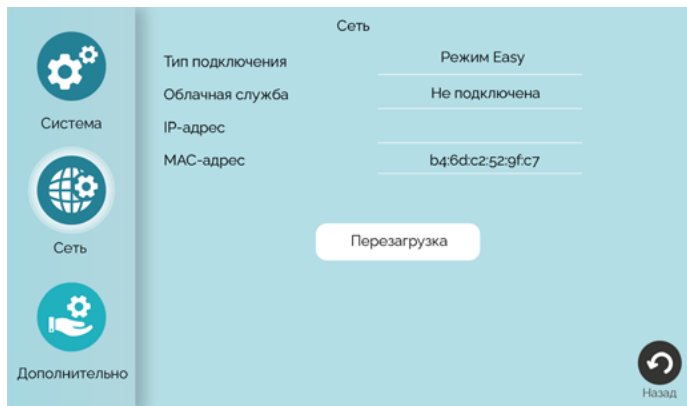 Сеть
Тип подключения Режим Easy
Облачная служба Не подключена
IP-адрес
MAC-адрес b4:6d:c2:52:9f:c7
Перезагрузка
Система
Сеть
Дополнительно
Назад